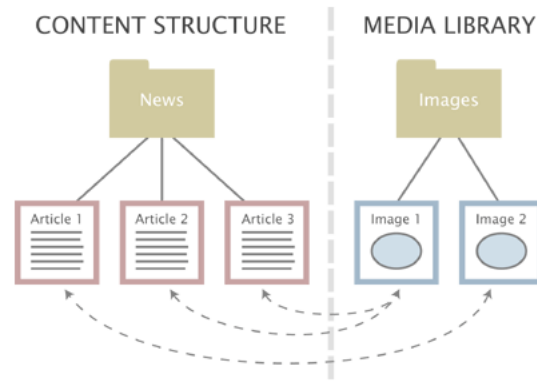 CONTENT STRUCTURE
MEDIA LIBRARY
News
Images
Article 1
Article 2
Article 3
Image 1
Image 2